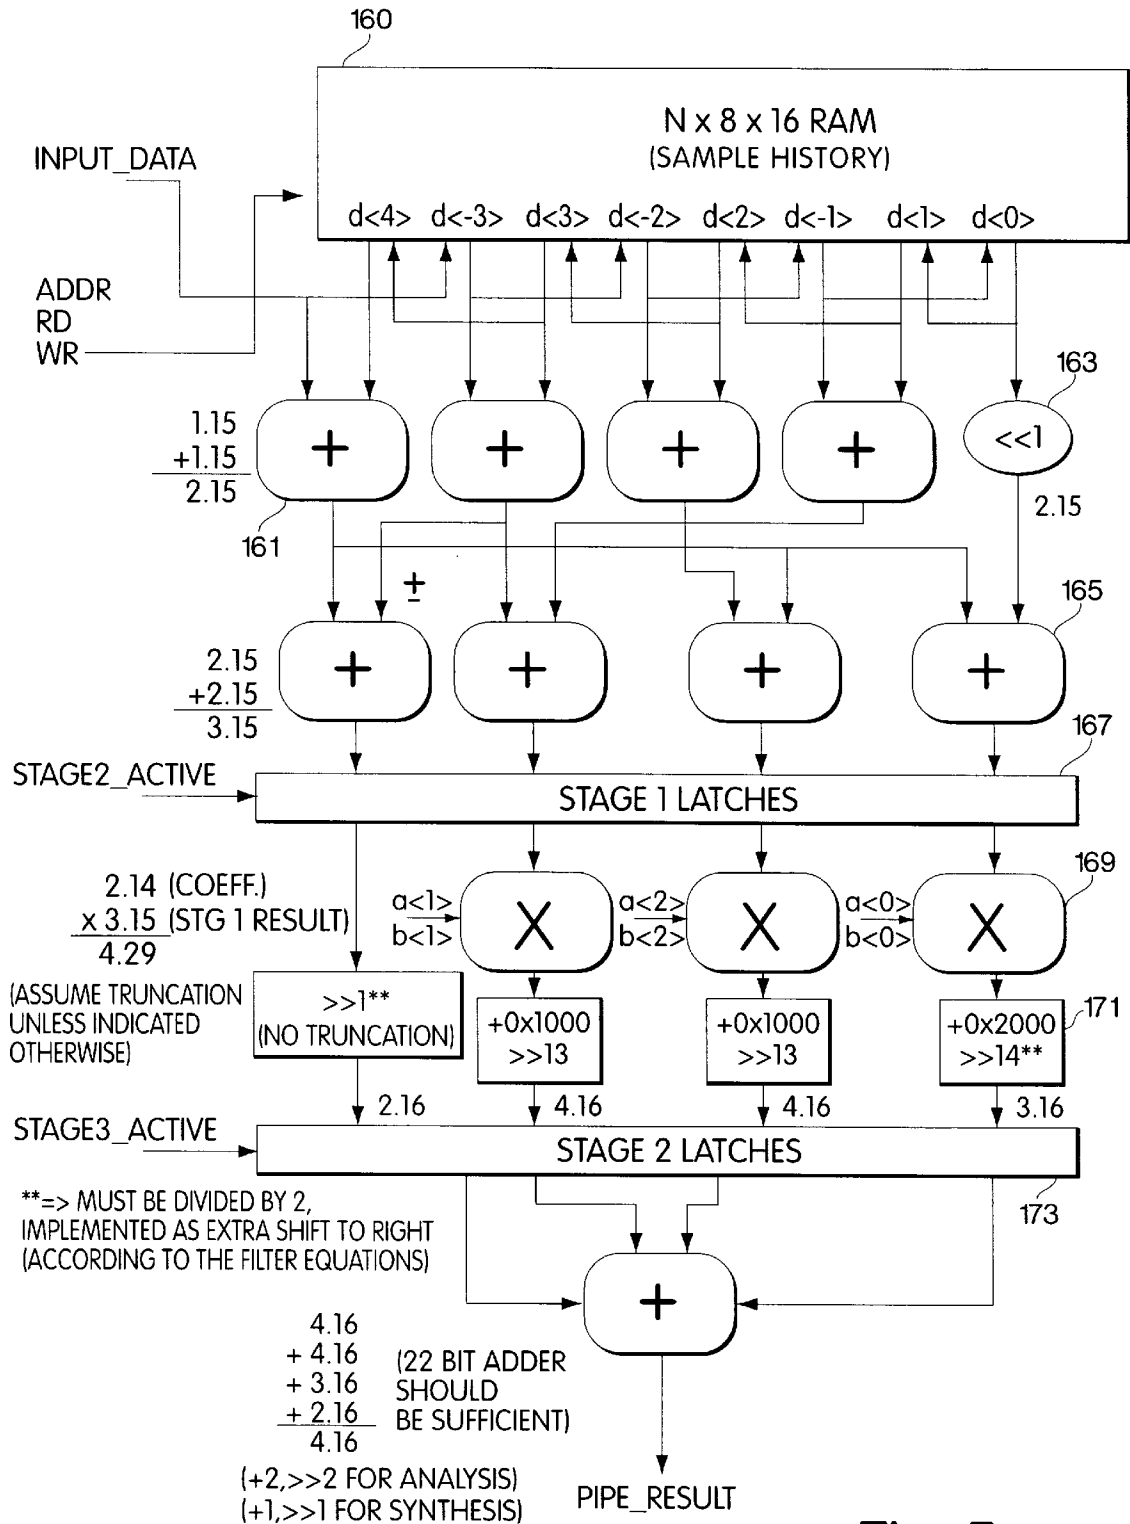 160
N x 8 x 16 RAM
(SAMPLE HISTORY)
INPUT_DATA
d<4> d<-3> d<3> d<-2> d<2> d<-1> d<1> d<0>
ADDR
RD
WR
163
1.15
+1.15
2.15
+
+
+
+
<<1
161
2.15
±
165
2.15
+2.15
3.15
+
+
+
+
167
STAGE2_ACTIVE
STAGE 1 LATCHES
2.14 (COEFF.)
x 3.15 (STG 1 RESULT)
4.29
(ASSUME TRUNCATION
UNLESS INDICATED
OTHERWISE)
a<1>
b<1>
X
a<2>
b<2>
X
a<0>
b<0>
X
169
>>1**
(NO TRUNCATION)
+0x1000
>>13
+0x1000
>>13
+0x2000
>>14**
171
2.16
4.16
4.16
3.16
STAGE3_ACTIVE
STAGE 2 LATCHES
173
**=> MUST BE DIVIDED BY 2,
IMPLEMENTED AS EXTRA SHIFT TO RIGHT
(ACCORDING TO THE FILTER EQUATIONS)
+
4.16
+ 4.16
+ 3.16
+ 2.16
4.16
(22 BIT ADDER
SHOULD
BE SUFFICIENT)
(+2,>>2 FOR ANALYSIS)
(+1,>>1 FOR SYNTHESIS)
PIPE_RESULT